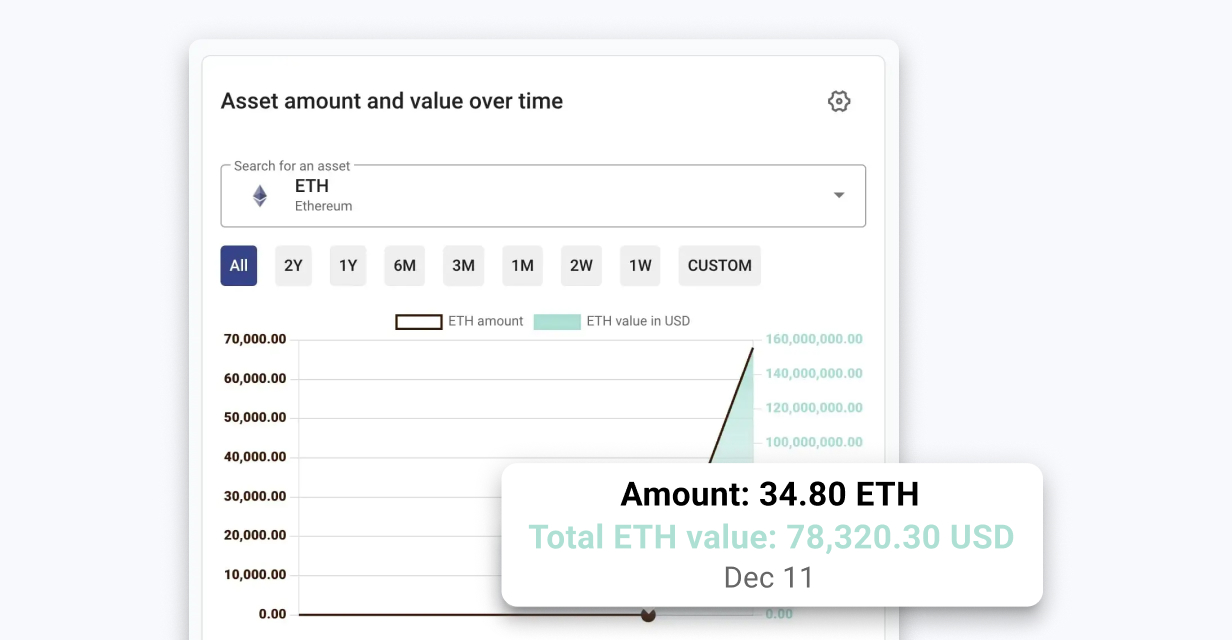 Asset amount and value over time
Search for an asset
ETH
Ethereum
All 2Y 1Y 6M 3M 1M 2W 1W CUSTOM
ETH amount ETH value in USD
70,000.00 160,000,000.00
60,000.00 140,000,000.00
50,000.00 120,000,000.00
40,000.00 100,000,000.00
30,000.00
20,000.00
10,000.00
0.00 0.00
Amount: 34.80 ETH
Total ETH value: 78,320.30 USD
Dec 11